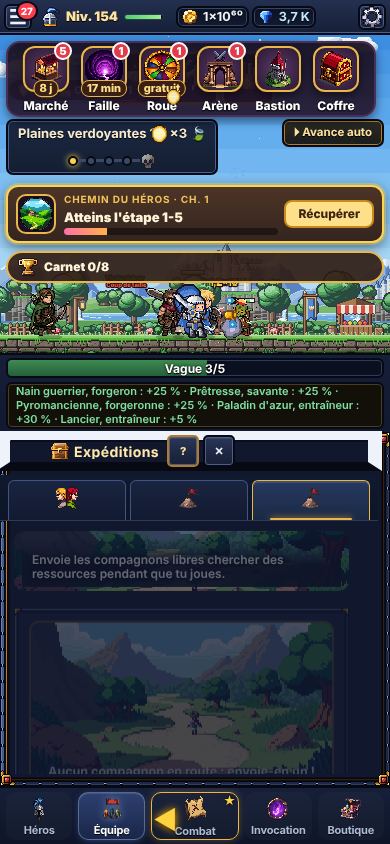 27
Niv. 154
1×10⁶⁰
3,7 K
5
1
1
1
8 j
17 min
gratuit
Marché
Faille
Roue
Arène
Bastion
Coffre
Plaines verdoyantes
×3
Avance auto
CHEMIN DU HÉROS · CH. 1
Atteins l'étape 1-5
Récupérer
Carnet 0/8
Vague 3/5
Nain guerrier, forgeron : +25 % · Prêtresse, savante : +25 % ·
Pyromancienne, forgeronne : +25 % · Paladin d'azur, entraîneur :
+30 % · Lancier, entraîneur : +5 %
Expéditions
?
×
Envoie les compagnons libres chercher des
ressources pendant que tu joues.
Aucun compagnon en route : envoie-en un !
Héros
Équipe
Combat
Invocation
Boutique